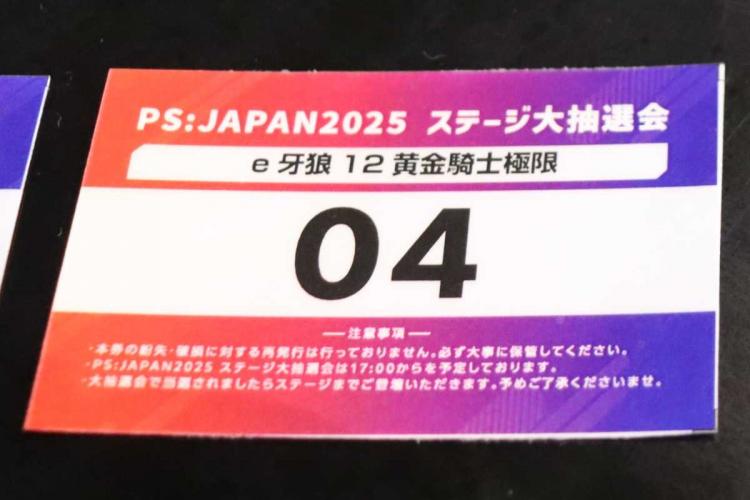 PS:JAPAN2025 ステージ大抽選会
e 牙狼 12 黄金騎士極限
04
注意事項
・本券の紛失・破損に対する再発行は行っておりません。必ず大事に保管してください。
・PS:JAPAN2025 ステージ大抽選会は17:00からを予定しております。
・大抽選会で当選されましたらステージまでご登壇いただきます。予めご了承くださいませ。